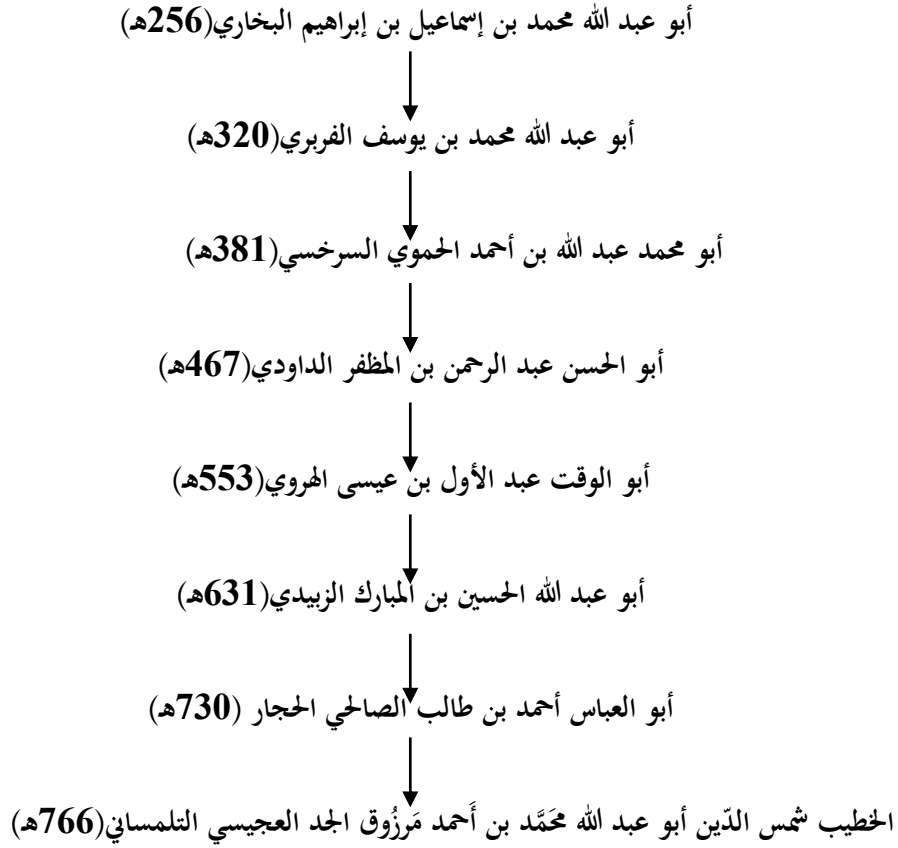 أبو عبد الله محمد بن إسماعيل بن إبراهيم البخاري(256هـ)
أبو عبد الله محمد بن يوسف الفربري(320هـ)
أبو محمد عبد الله بن أحمد الحموي السرخسي(381هـ)
أبو الحسن عبد الرحمن بن المظفر الداودي(467هـ)
أبو الوقت عبد الأول بن عيسى الهروي(553هـ)
أبو عبد الله الحسين بن المبارك الزبيدي(631هـ)
أبو العباس أحمد بن طالب الصالحي الحجار (730هـ)
الخطيب شمس الدّين أبو عبد الله محَمَّد بن أَحمد مَرزُوق الجد العجيسي التلمساني(766هـ)